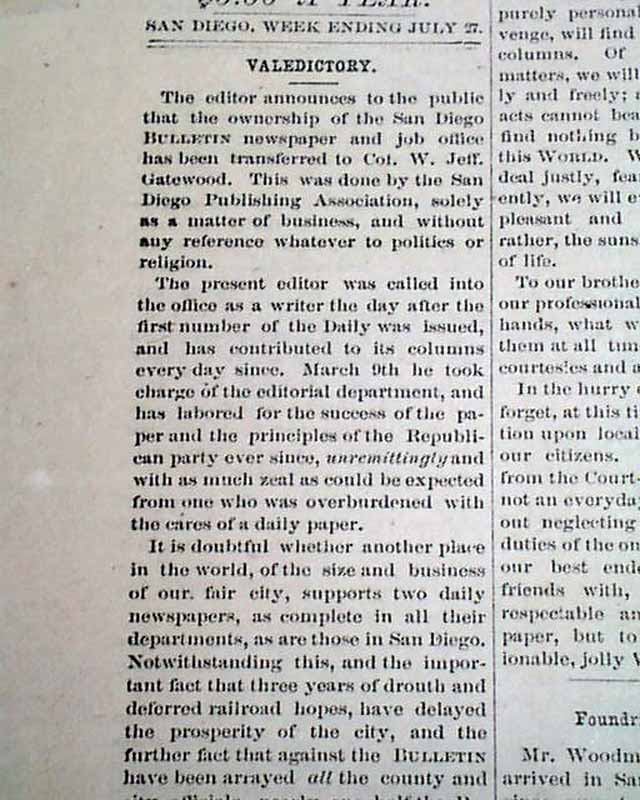 A YEAR.
SAN DIEGO, WEEK ENDING JULY 27.
VALEDICTORY.
The editor announces to the public
that the ownership of the San Diego
BULLETIN newspaper and job office
has been transferred to Col. W. Jeff.
Gatewood. This was done by the San
Diego Publishing Association, solely
as a matter of business, and without
any reference whatever to politics or
religion.
The present editor was called into
the office as a writer the day after the
first number of the Daily was issued,
and has contributed to its columns
every day since. March 9th he took
charge of the editorial department, and
has labored for the success of the pa-
per and the principles of the Republi-
can party ever since, unremittingly and
with as much zeal as could be expected
from one who was overburdened with
the cares of a daily paper.
It is doubtful whether another place
in the world, of the size and business
of our. fair city, supports two daily
newspapers, as complete in all their
departments, as are those in San Diego.
Notwithstanding this, and the impor-
tant fact that three years of drouth and
deferred railroad hopes, have delayed
the prosperity of the city, and the
further fact that against the BULLETIN
have been arrayed all the county and
purely personal
venge, will find
columns. Of
matters, we will
ly and freely;
acts cannot
find nothing
this WORLD.
deal justly,
ently, we will
pleasant and
rather, the
of life.
To our
our professional
hands, what
them at all
courtesies and
In the hurry
forget, at this
tion upon
our citizens.
from the Court-
not an everyday
out neglecting
duties of the
our best
friends with,
respectable
paper, but to
ionable, jolly
Mr.
arrived in